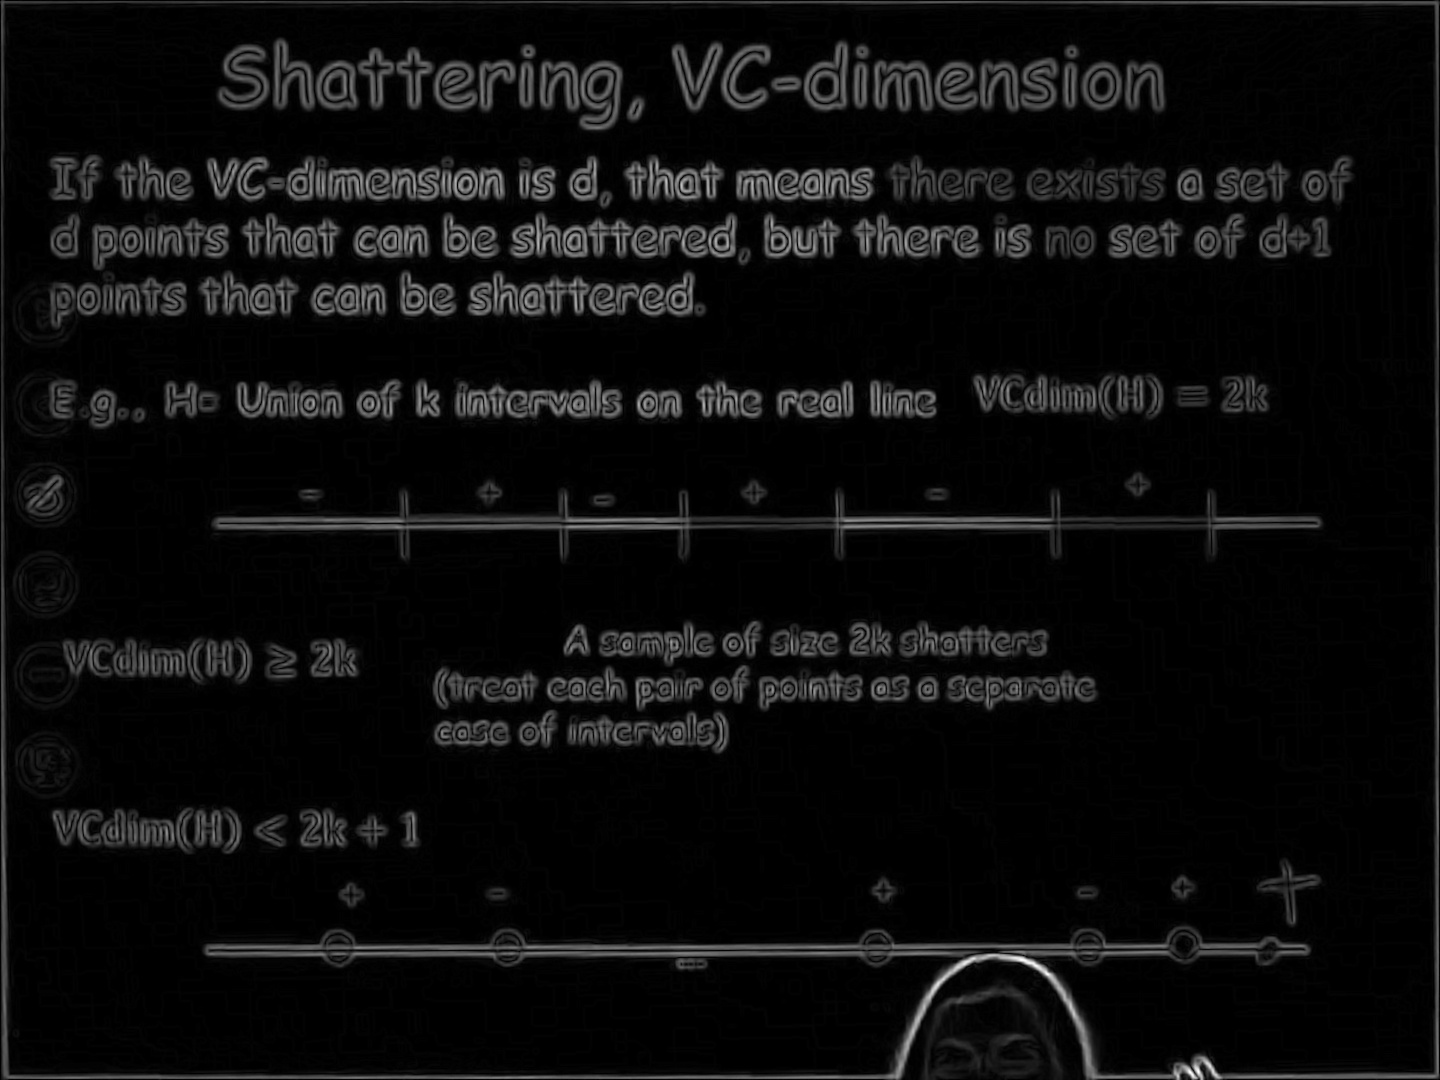 Shattering, VC-dimension
If the VC-dimension is d, that means there exists a set of
d points that can be shattered, but there is no set of d+1
points that can be shattered.
E.g., H= Union of k intervals on the real line VCdim(H) = 2k
- + - + - +
VCdim(H) ≥ 2k
A sample of size 2k shatters
(treat each pair of points as a separate
case of intervals)
VCdim(H) < 2k + 1
+ - + - + +
...